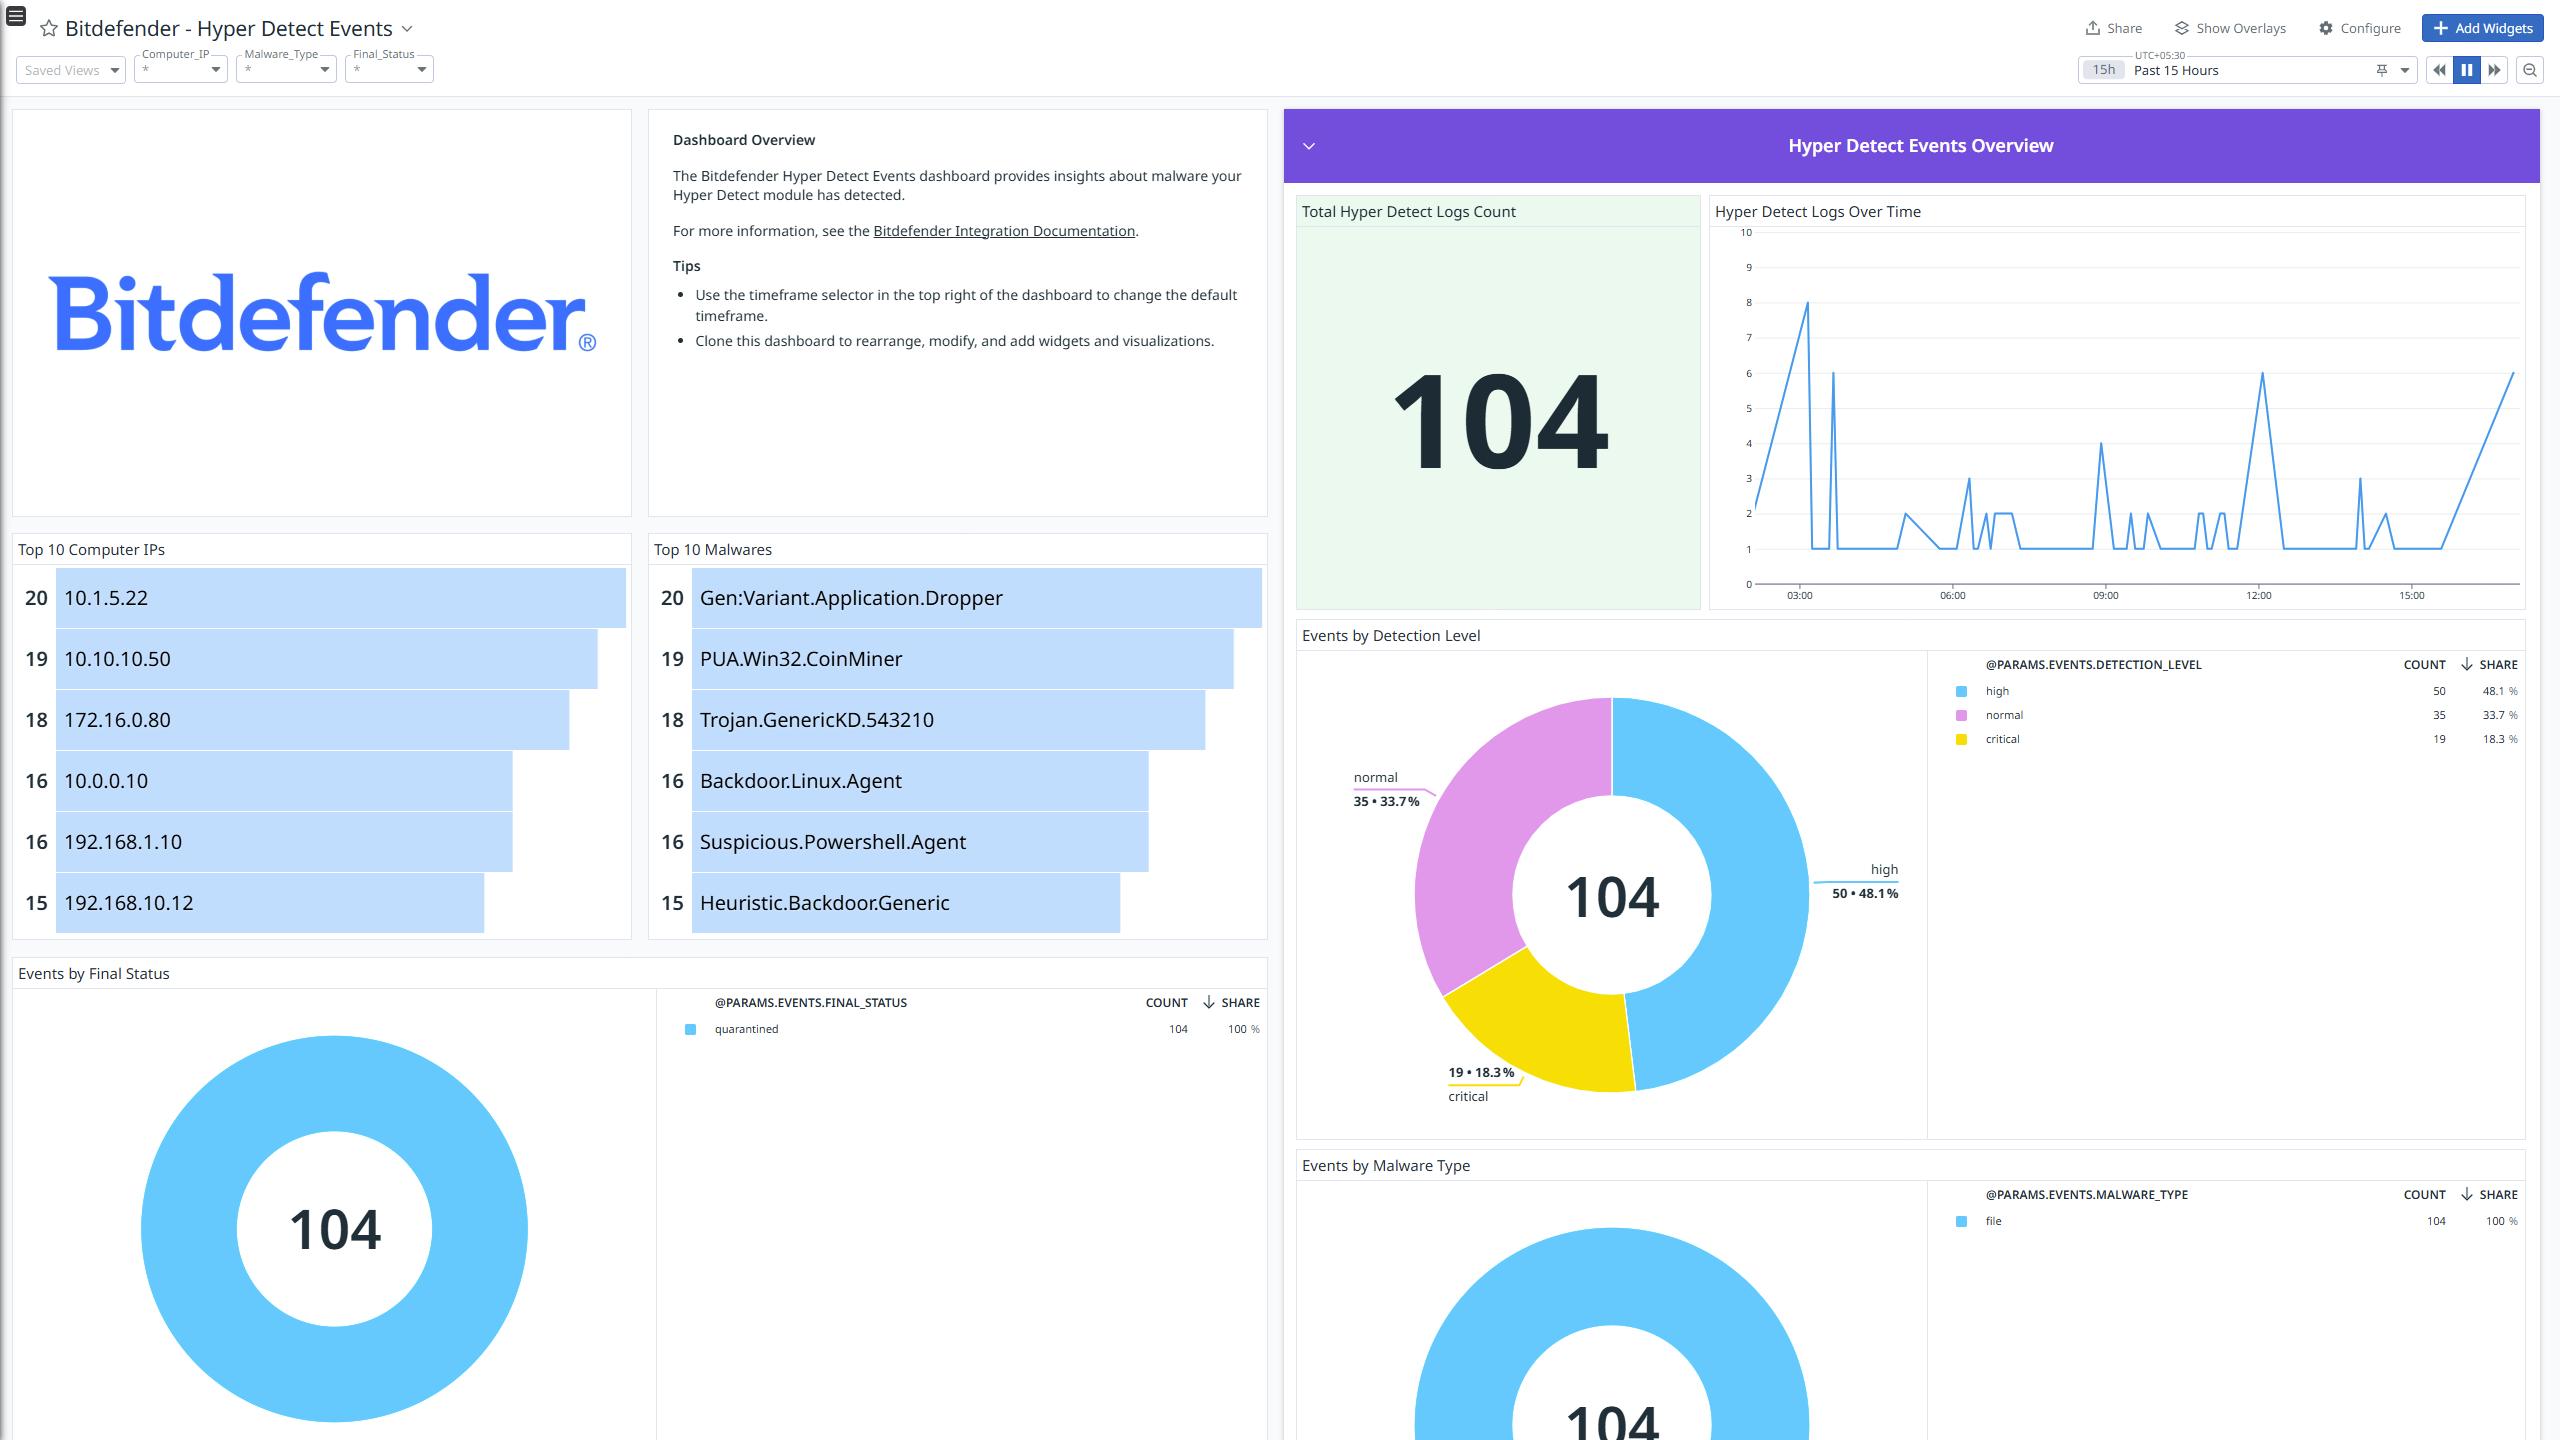 Bitdefender - Hyper Detect Events
Share
Show Overlays
Configure
Add Widgets
Saved Views
Computer_IP
*
Malware_Type
*
Final_Status
*
UTC+05:30
15h
Past 15 Hours
Bitdefender®
Dashboard Overview
The Bitdefender Hyper Detect Events dashboard provides insights about malware your
Hyper Detect module has detected.
For more information, see the Bitdefender Integration Documentation.
Tips
• Use the timeframe selector in the top right of the dashboard to change the default
timeframe.
• Clone this dashboard to rearrange, modify, and add widgets and visualizations.
Hyper Detect Events Overview
Total Hyper Detect Logs Count
104
Hyper Detect Logs Over Time
10
9
8
7
6
5
4
3
2
1
0
03:00
06:00
09:00
12:00
15:00
Top 10 Computer IPs
20 10.1.5.22
19 10.10.10.50
18 172.16.0.80
16 10.0.0.10
16 192.168.1.10
15 192.168.10.12
Top 10 Malwares
20 Gen:Variant.Application.Dropper
19 PUA.Win32.CoinMiner
18 Trojan.GenericKD.543210
16 Backdoor.Linux.Agent
16 Suspicious.Powershell.Agent
15 Heuristic.Backdoor.Generic
Events by Detection Level
normal
35 • 33.7%
high
50 • 48.1%
104
19 • 18.3%
critical
@PARAMS.EVENTS.DETECTION_LEVEL COUNT SHARE
high 50 48.1 %
normal 35 33.7 %
critical 19 18.3 %
Events by Final Status
104
@PARAMS.EVENTS.FINAL_STATUS COUNT SHARE
quarantined 104 100 %
Events by Malware Type
104
@PARAMS.EVENTS.MALWARE_TYPE COUNT SHARE
file 104 100 %